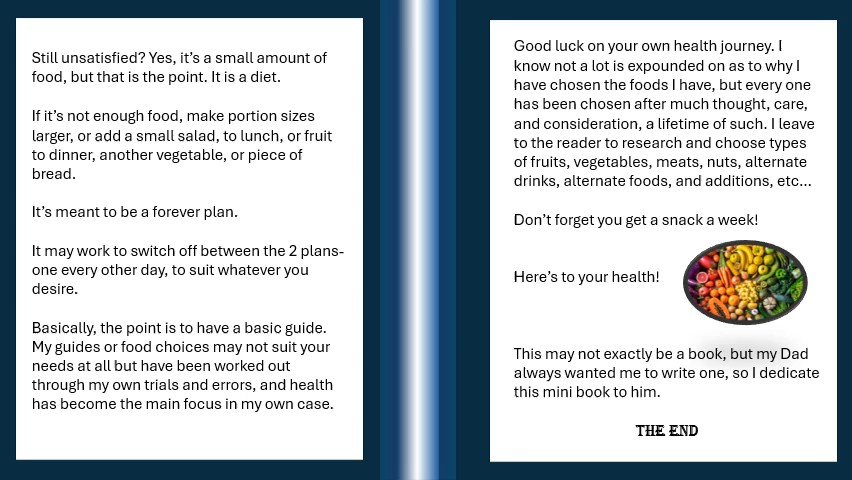 Still unsatisfied? Yes, it's a small amount of
food, but that is the point. It is a diet.
If it's not enough food, make portion sizes
larger, or add a small salad, to lunch, or fruit
to dinner, another vegetable, or piece of
bread.
It's meant to be a forever plan.
It may work to switch off between the 2 plans-
one every other day, to suit whatever you
desire.
Basically, the point is to have a basic guide.
My guides or food choices may not suit your
needs at all but have been worked out
through my own trials and errors, and health
has become the main focus in my own case.
Good luck on your own health journey. I
know not a lot is expounded on as to why I
have chosen the foods I have, but every one
has been chosen after much thought, care,
and consideration, a lifetime of such. I leave
to the reader to research and choose types
of fruits, vegetables, meats, nuts, alternate
drinks, alternate foods, and additions, etc...
Don't forget you get a snack a week!
Here's to your health!
This may not exactly be a book, but my Dad
always wanted me to write one, so I dedicate
this mini book to him.
THE END